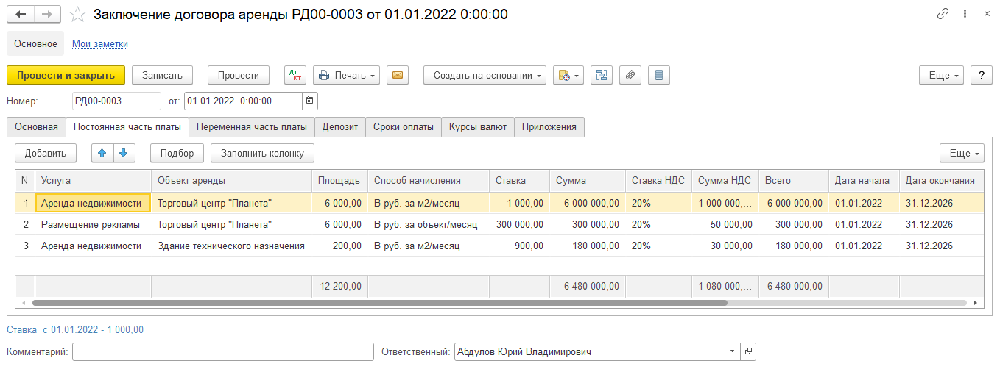 Заключение договора аренды РД00-0003 от 01.01.2022 0:00:00
Основное Мои заметки
Провести и закрыть Записать Провести Дт Кт Печать Создать на основании Еще ?
Номер: РД00-0003 от: 01.01.2022 0:00:00
Основная Постоянная часть платы Переменная часть платы Депозит Сроки оплаты Курсы валют Приложения
Добавить Подбор Заполнить колонку Еще
N Услуга Объект аренды Площадь Способ начисления Ставка Сумма Ставка НДС Сумма НДС Всего Дата начала Дата окончания
1 Аренда недвижимости Торговый центр "Планета" 6 000,00 В руб. за м2/месяц 1 000,00 6 000 000,00 20% 1 000 000,... 6 000 000,00 01.01.2022 31.12.2026
2 Размещение рекламы Торговый центр "Планета" 6 000,00 В руб. за объект/месяц 300 000,00 300 000,00 20% 50 000,00 300 000,00 01.01.2022 31.12.2026
3 Аренда недвижимости Здание технического назначения 200,00 В руб. за м2/месяц 900,00 180 000,00 20% 30 000,00 180 000,00 01.01.2022 31.12.2026
12 200,00 6 480 000,00 1 080 000,... 6 480 000,00
Ставка с 01.01.2022 - 1 000,00
Комментарий: Ответственный: Абдулов Юрий Владимирович